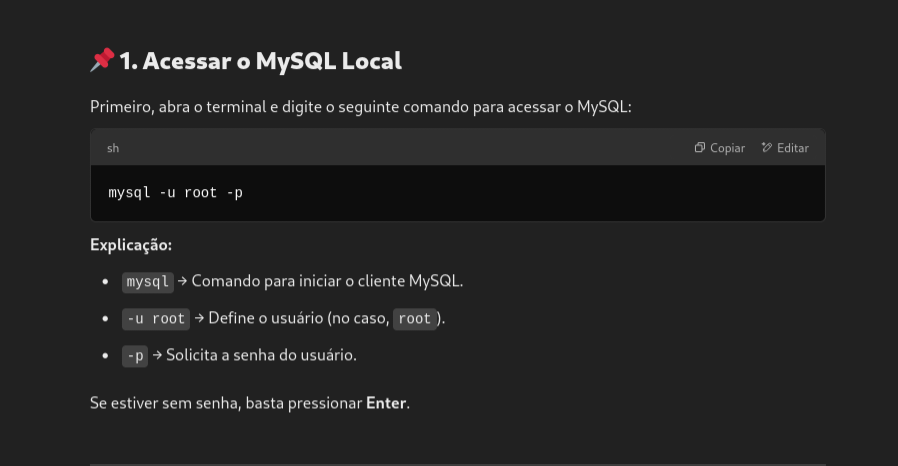 📌 1. Acessar o MySQL Local
Primeiro, abra o terminal e digite o seguinte comando para acessar o MySQL:
sh Copiar Editar
mysql -u root -p
Explicação:
• mysql → Comando para iniciar o cliente MySQL.
• -u root → Define o usuário (no caso, root).
• -p → Solicita a senha do usuário.
Se estiver sem senha, basta pressionar Enter.